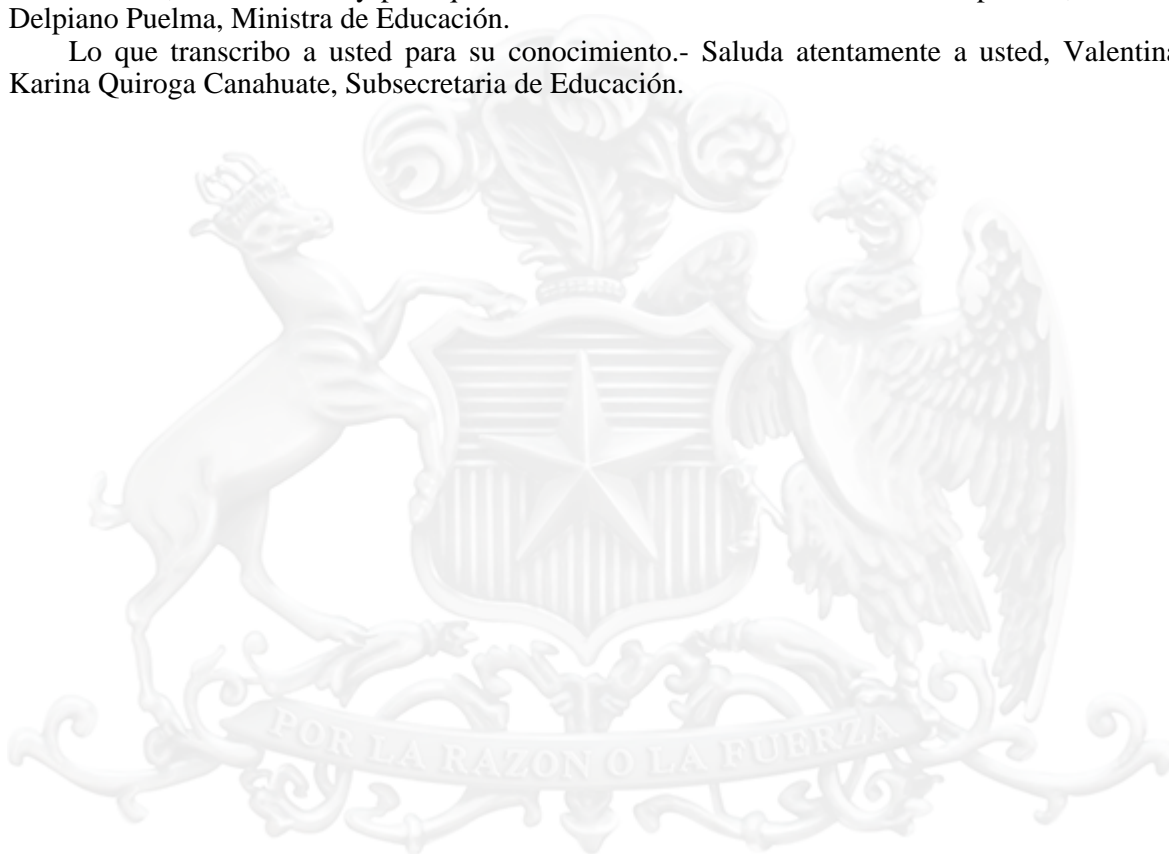 Delpiano Puelma, Ministra de Educación.
Lo que transcribo a usted para su conocimiento.- Saluda atentamente a usted, Valentina
Karina Quiroga Canahuate, Subsecretaria de Educación.
POR LA RAZON O LA FUERZA